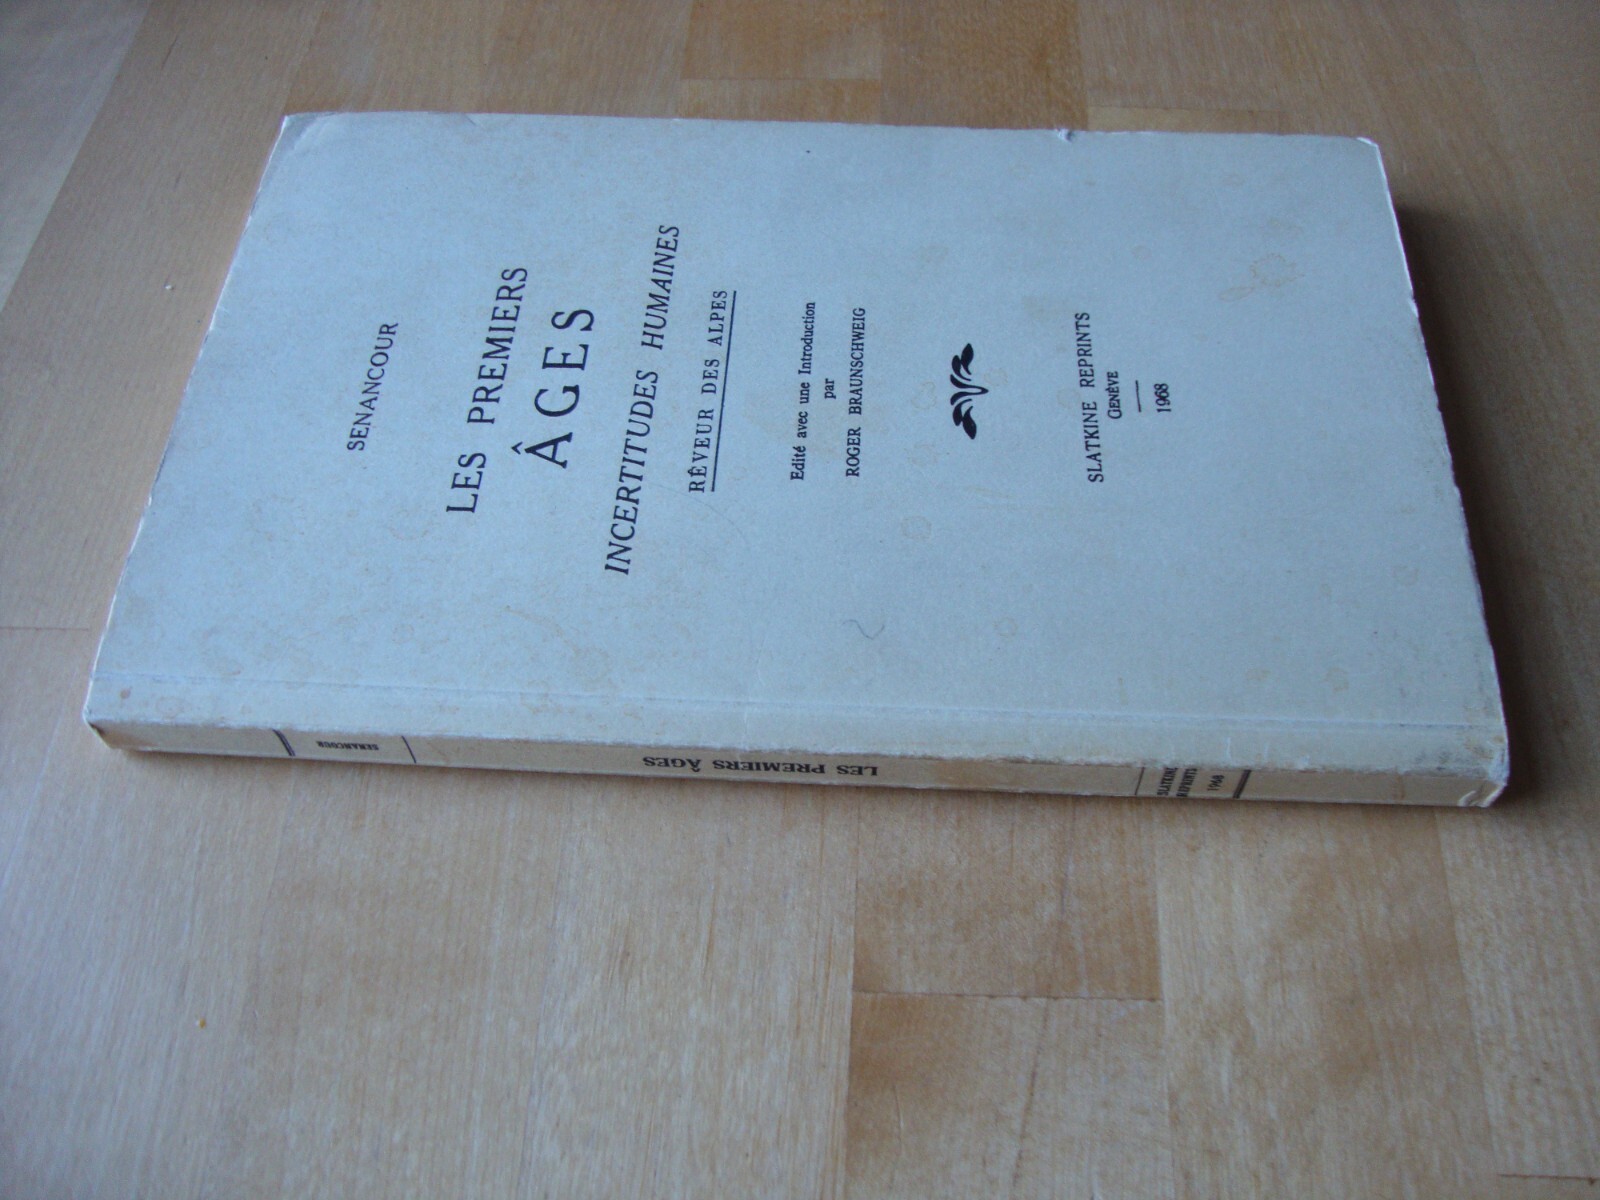 SENANCOUR
LES PREMIERS
ÂGES
INCERTITUDES HUMAINES
RÊVEUR DES ALPES
Edité avec une Introduction
par
ROGER BRAUNSCHWEIG
SLATKINE REPRINTS
GENÈVE
1968
SENANCOUR
LES PREMIERS ÂGES
SLATKINE
REPRINTS
1968